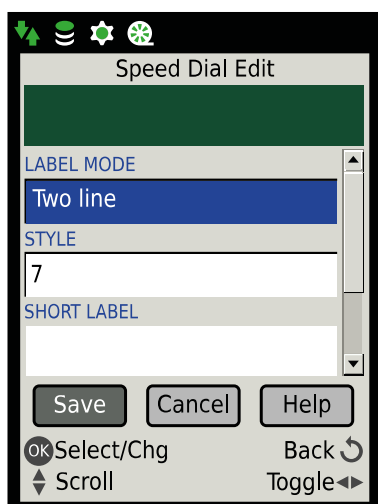 Speed Dial Edit
LABEL MODE
Two line
STYLE
7
SHORT LABEL
Save Cancel Help
OK Select/Chg Back
Scroll Toggle